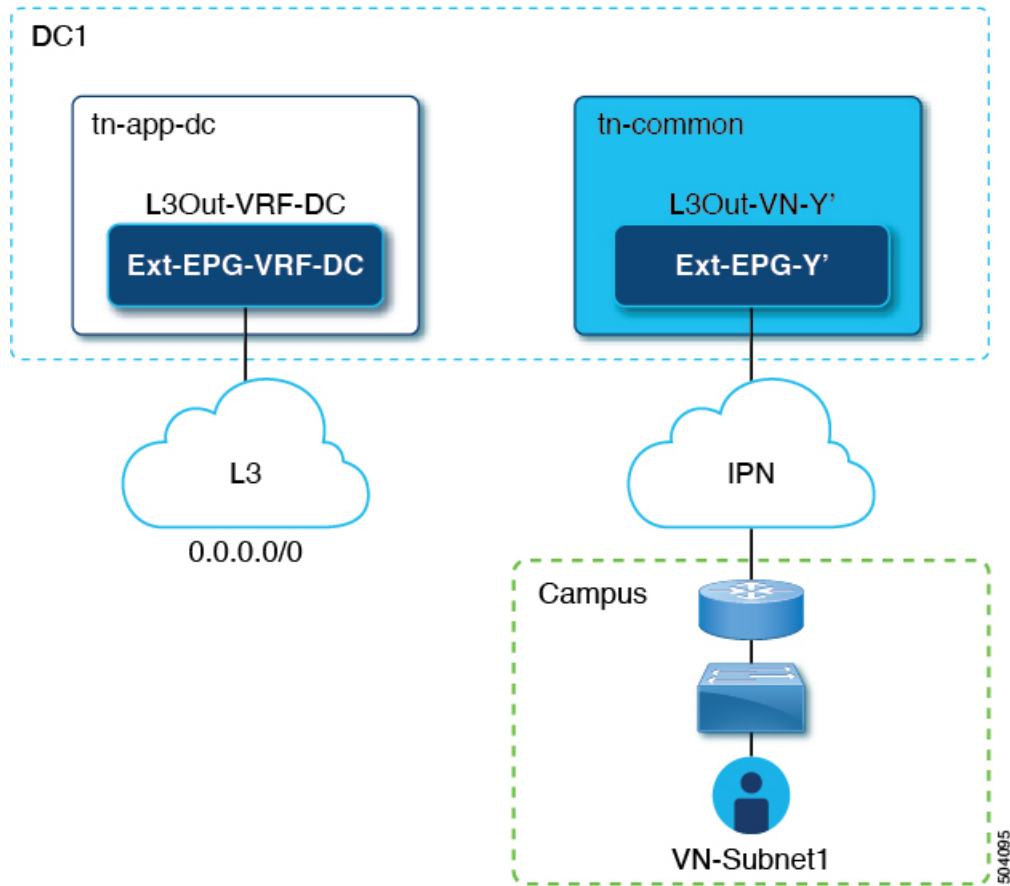 DC1
tn-app-dc
L3Out-VRF-DC
Ext-EPG-VRF-DC
tn-common
L3Out-VN-Y’
Ext-EPG-Y’
L3
0.0.0.0/0
IPN
Campus
VN-Subnet1
504095